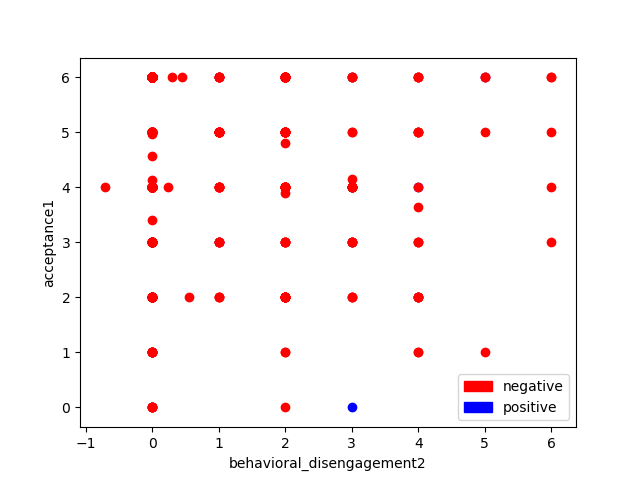 6
5
4
3
2
1
0
acceptance1
negative
positive
−1 0 1 2 3 4 5 6
behavioral_disengagement2